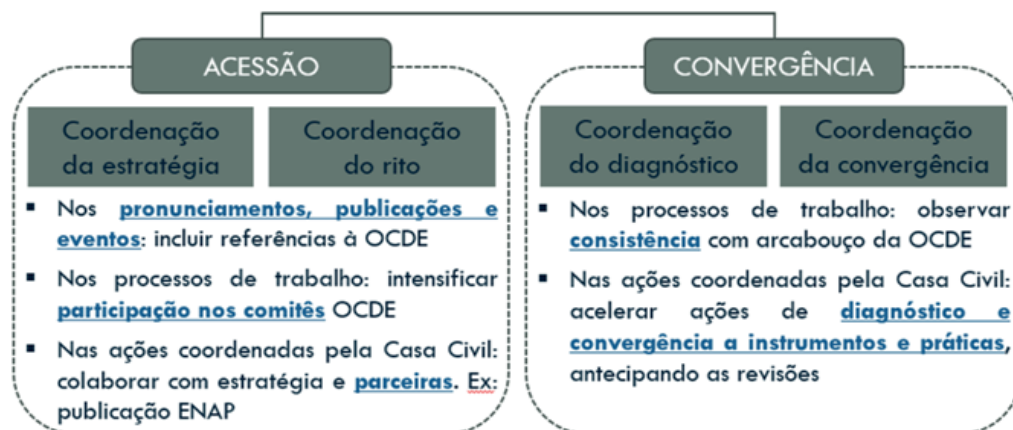 ACESSÃO
Coordenação
da estratégia
Coordenação
do rito
▪ Nos pronunciamentos, publicações e
eventos: incluir referências à OCDE
▪ Nos processos de trabalho: intensificar
participação nos comitês OCDE
▪ Nas ações coordenadas pela Casa Civil:
colaborar com estratégia e parceiras. Ex:
publicação ENAP
CONVERGÊNCIA
Coordenação
do diagnóstico
Coordenação
da convergência
▪ Nos processos de trabalho: observar
consistência com arcabouço da OCDE
▪ Nas ações coordenadas pela Casa Civil:
acelerar ações de diagnóstico e
convergência a instrumentos e práticas,
antecipando as revisões